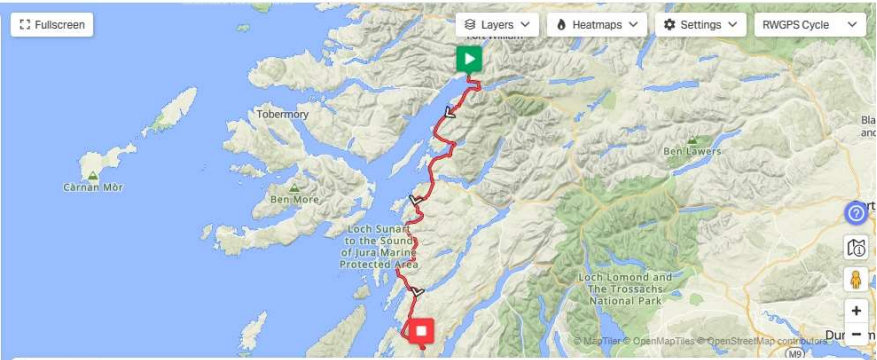 Fullscreen
Layers
Heatmaps
Settings
RWGPS Cycle
Fort William
Tobermory
Ben Lawers
Càrnan Mòr
Ben More
Loch Sunart
to the Sound
of Jura Marine
Protected Area
Loch Lomond and
The Trossachs
National Park
© MapTiler © OpenMapTiles © OpenStreetMap contributors
(M9)